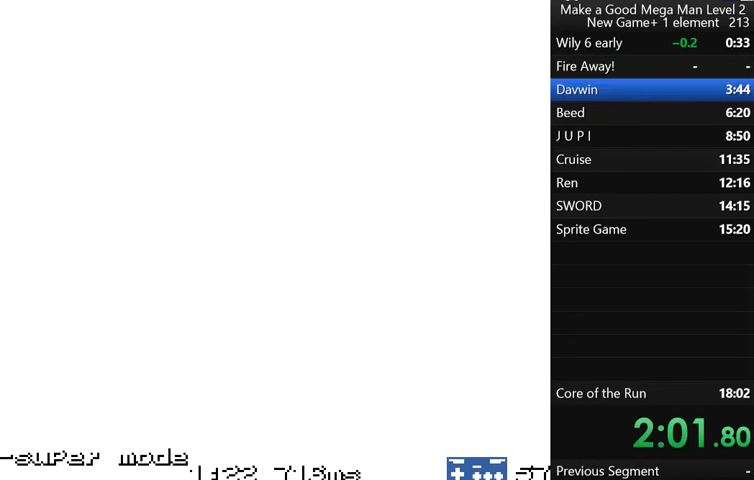 Make a Good Mega Man Level 2
New Game+ 1 element 213
Wily 6 early −0.2 0:33
Fire Away! - -
Davwin 3:44
Beed 6:20
J U P I 8:50
Cruise 11:35
Ren 12:16
SWORD 14:15
Sprite Game 15:20
Core of the Run 18:02
2:01.80
-super mode
Previous Segment -